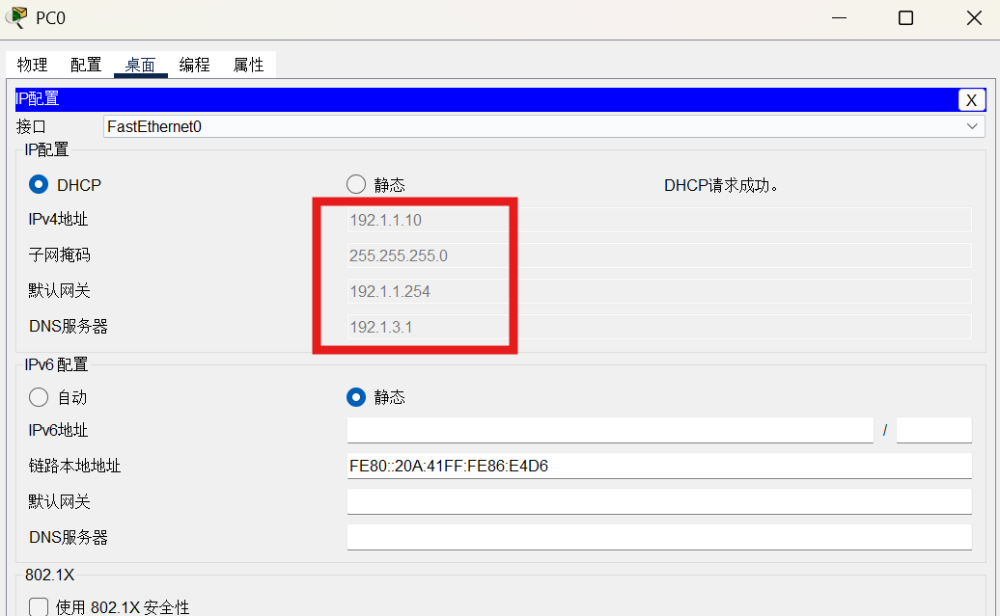 PC0
物理 配置 桌面 编程 属性
IP配置 X
接口 FastEthernet0
IP配置
DHCP 静态 DHCP请求成功。
IPv4地址 192.1.1.10
子网掩码 255.255.255.0
默认网关 192.1.1.254
DNS服务器 192.1.3.1
IPv6 配置
自动 静态
IPv6地址 /
链路本地地址 FE80::20A:41FF:FE86:E4D6
默认网关
DNS服务器
802.1X
使用 802.1X 安全性